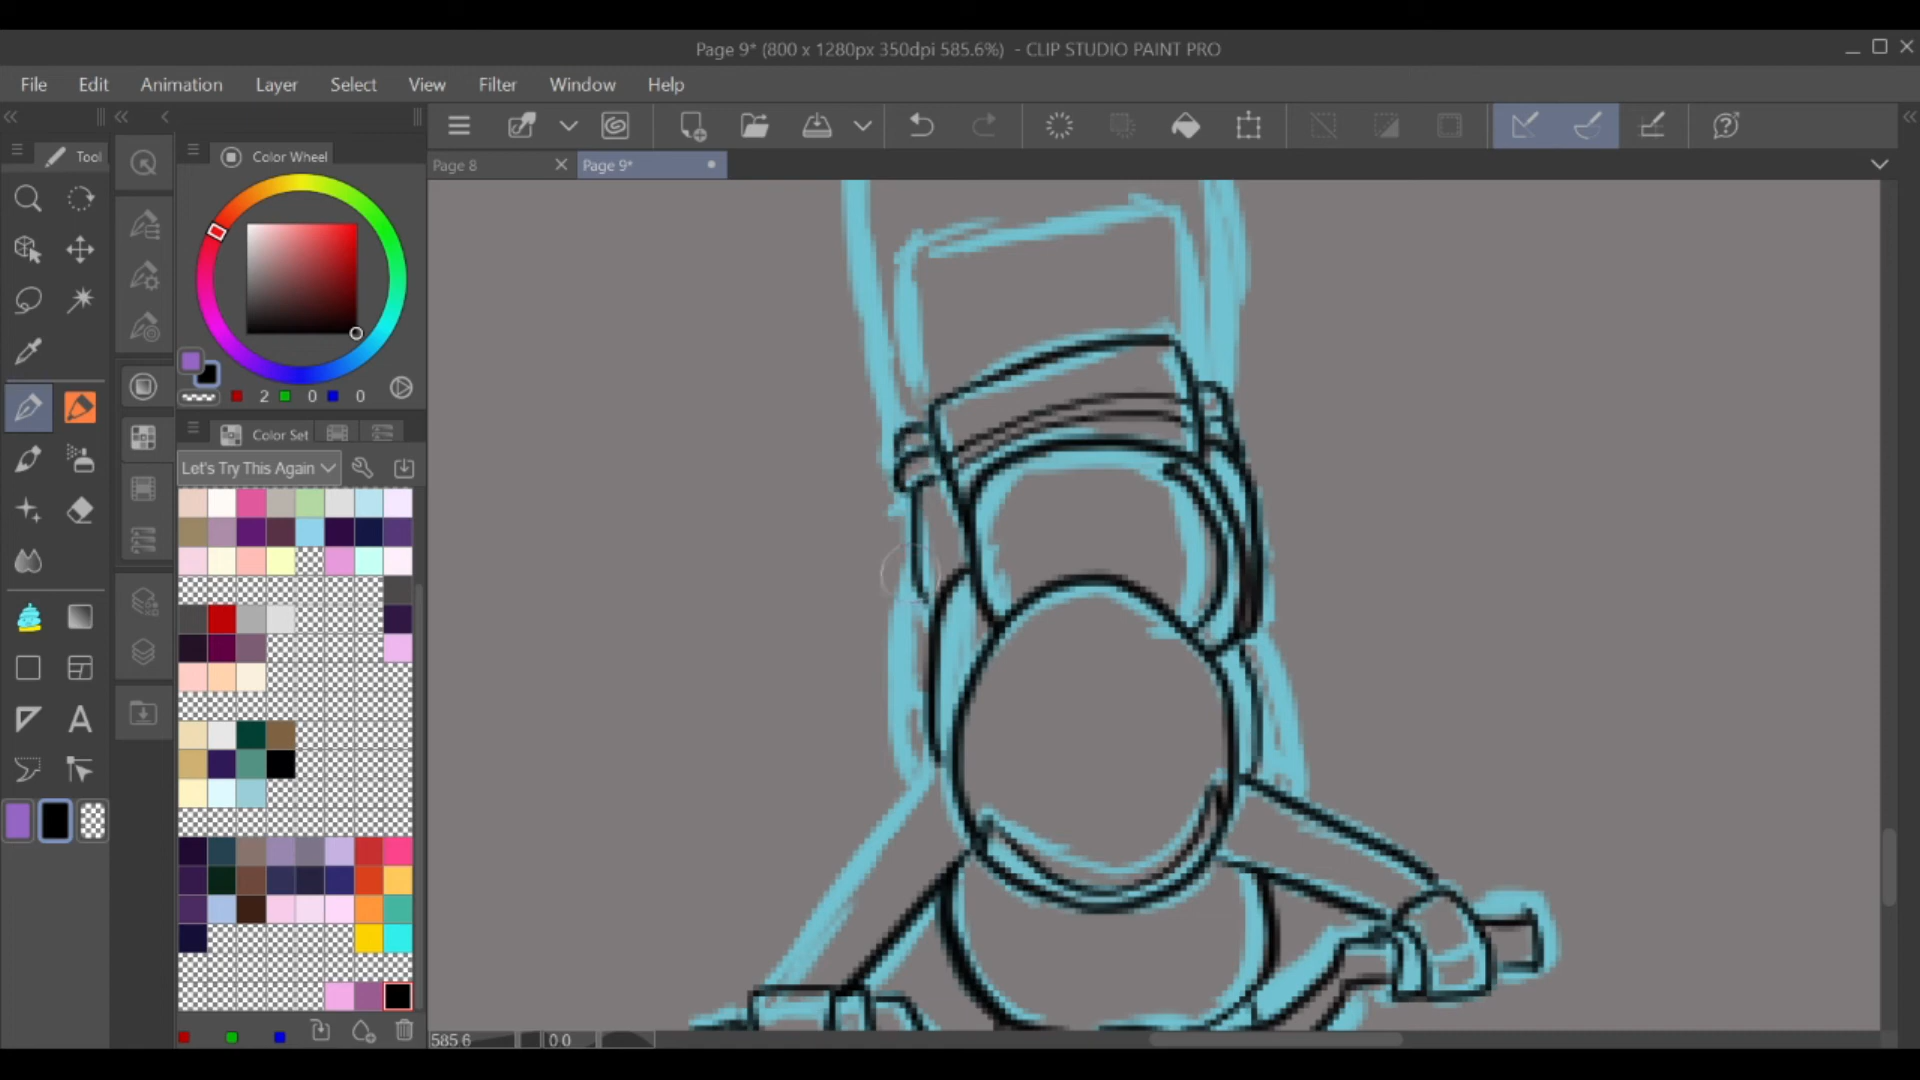 Page 9* (800 x 1280px 350dpi 585.6%) - CLIP STUDIO PAINT PRO
File Edit Animation Layer Select View Filter Window Help
Tool
Color Wheel
Page 8
Page 9*
2 0 0
Color Set
Let's Try This Again
A
585.6
0.0